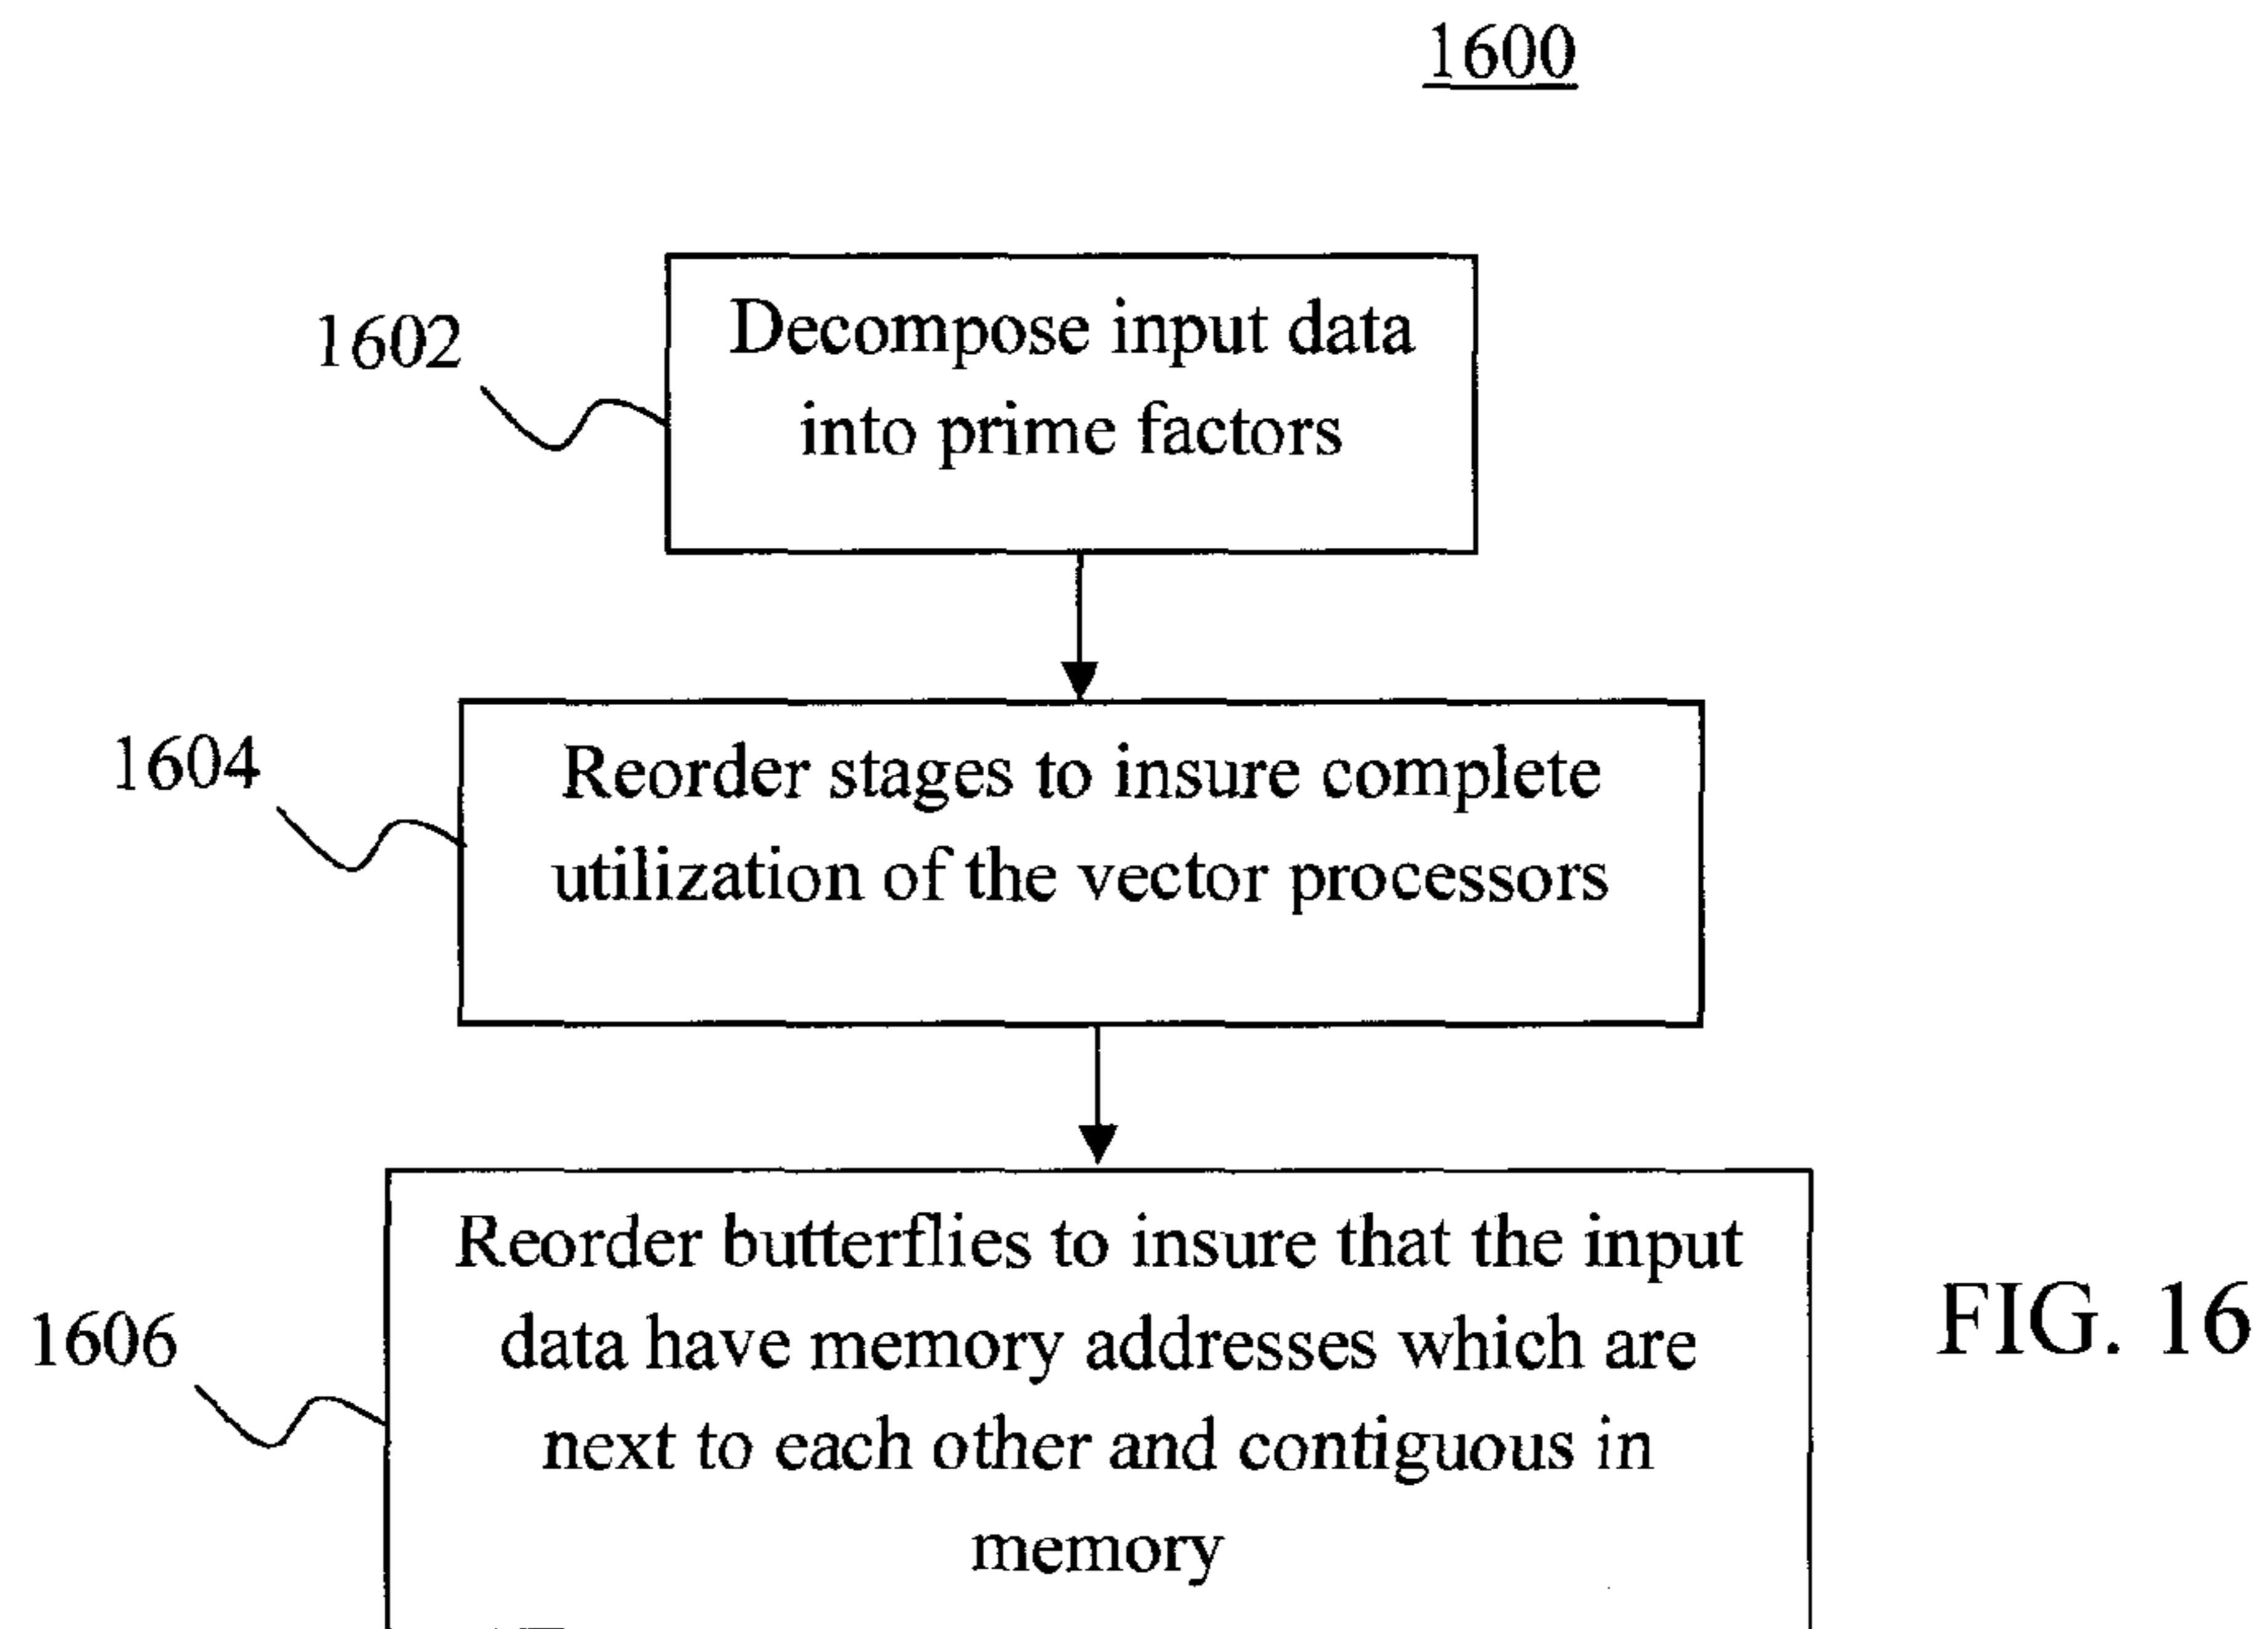 1600
1602
Decompose input data
into prime factors
1604
Reorder stages to insure complete
utilization of the vector processors
1606
Reorder butterflies to insure that the input
data have memory addresses which are
next to each other and contiguous in
memory
FIG. 16